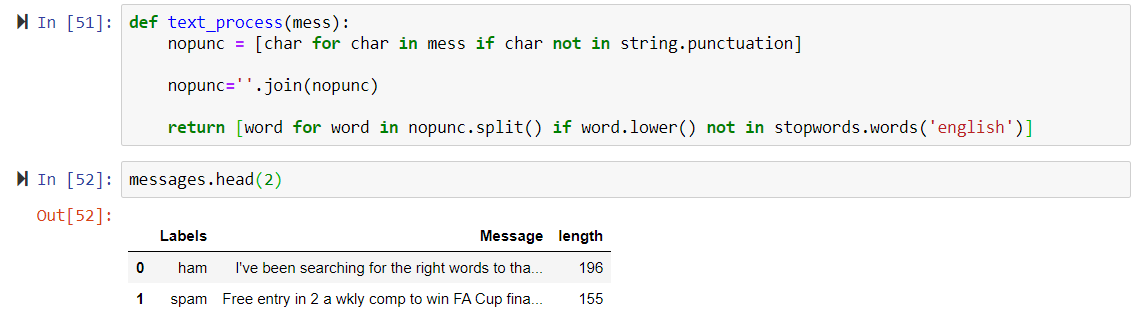 In [51]: def text_process(mess):
nopunc = [char for char in mess if char not in string.punctuation]
nopunc=''.join(nopunc)
return [word for word in nopunc.split() if word.lower() not in stopwords.words('english')]
In [52]: messages.head(2)
Out[52]:
Labels Message length
0 ham I've been searching for the right words to tha... 196
1 spam Free entry in 2 a wkly comp to win FA Cup fina... 155